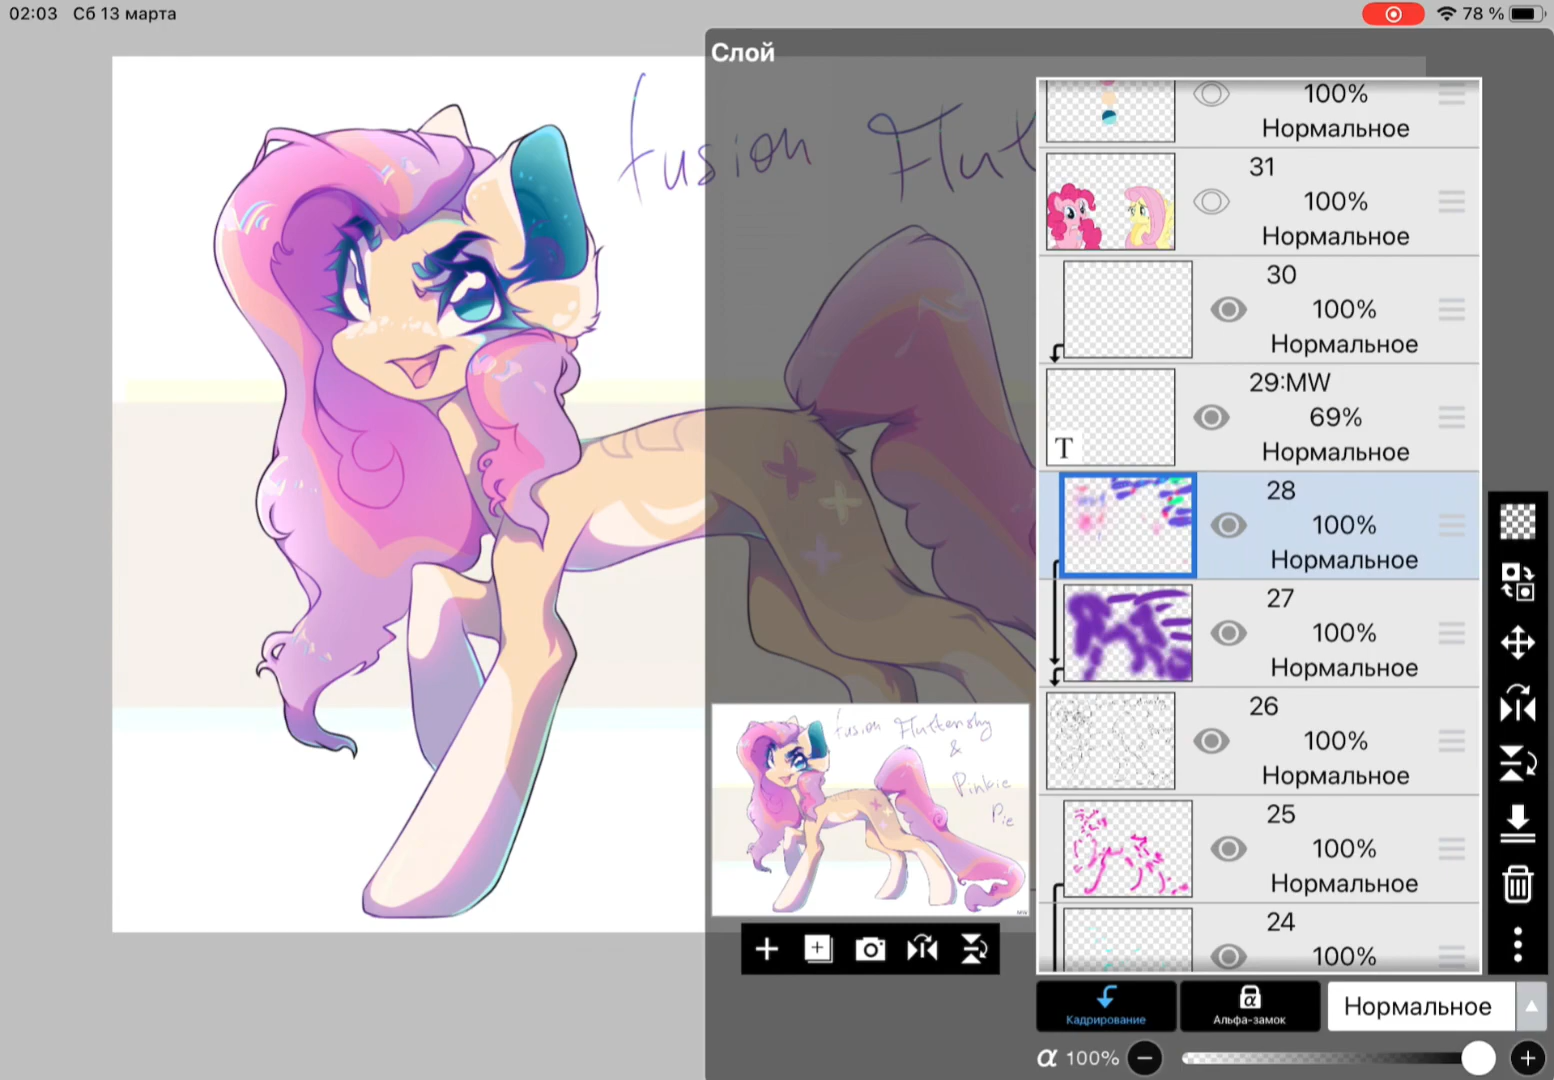 02:03 Сб 13 марта
78 %
Слой
fusion Flut
100%
Нормальное
31
100%
Нормальное
30
100%
Нормальное
29:MW
69%
Нормальное
T
28
100%
Нормальное
27
100%
Нормальное
26
100%
Нормальное
25
100%
Нормальное
24
100%
fusion Fluttershy
&
Pinkie
Pie
Кадрирование
α
Альфа-замок
Нормальное
α 100%